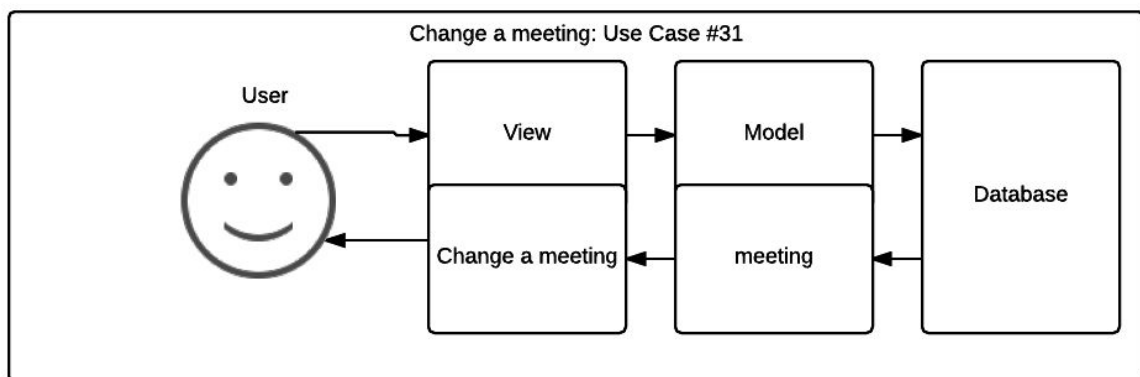 Change a meeting: Use Case #31
User
View
Model
Database
Change a meeting
meeting